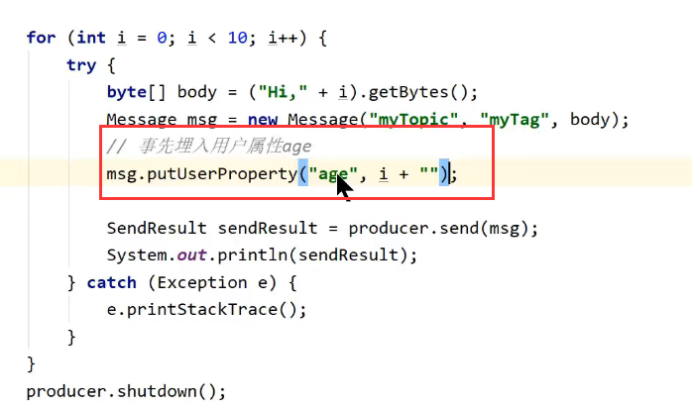 for (int i = 0; i < 10; i++) {
try {
byte[] body = ("Hi," + i).getBytes();
Message msg = new Message("myTopic", "myTag", body);
// 事先埋入用户属性age
msg.putUserProperty("age", i + "");
SendResult sendResult = producer.send(msg);
System.out.println(sendResult);
} catch (Exception e) {
e.printStackTrace();
}
}
producer.shutdown();